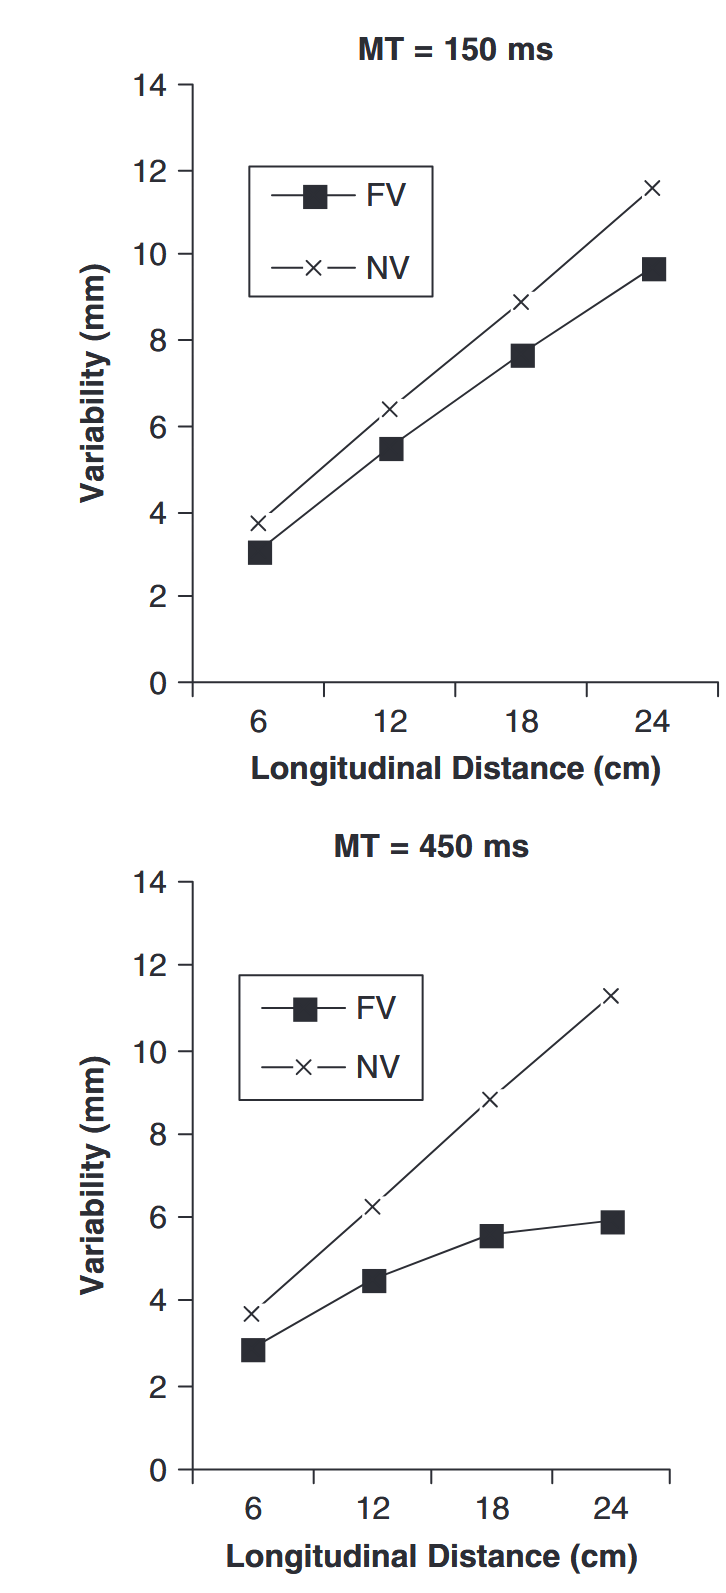 MT = 150 ms
14
12
10
8
6
4
2
0
Variability (mm)
FV
NV
6 12 18 24
Longitudinal Distance (cm)
MT = 450 ms
14
12
10
8
6
4
2
0
Variability (mm)
FV
NV
6 12 18 24
Longitudinal Distance (cm)